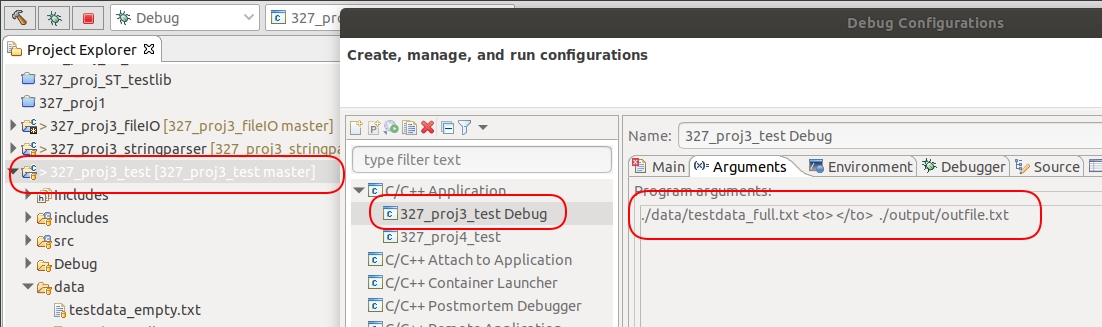 Debug
327_pro
Debug Configurations
Project Explorer
Create, manage, and run configurations
327_proj_ST_testlib
327_proj1
> 327_proj3_fileIO [327_proj3_fileIO master]
> 327_proj3_stringparser [327_proj3_stringpa
> 327_proj3_test [327_proj3_test master]
includes
includes
src
Debug
data
testdata_empty.txt
type filter text
C/C++ Application
327_proj3_test Debug
327_proj4_test
C/C++ Attach to Application
C/C++ Container Launcher
C/C++ Postmortem Debugger
C/C++ Remote Application
Name: 327_proj3_test Debug
Main (x)= Arguments Environment Debugger Source
Program arguments:
./data/testdata_full.txt <to> </to> ./output/outfile.txt